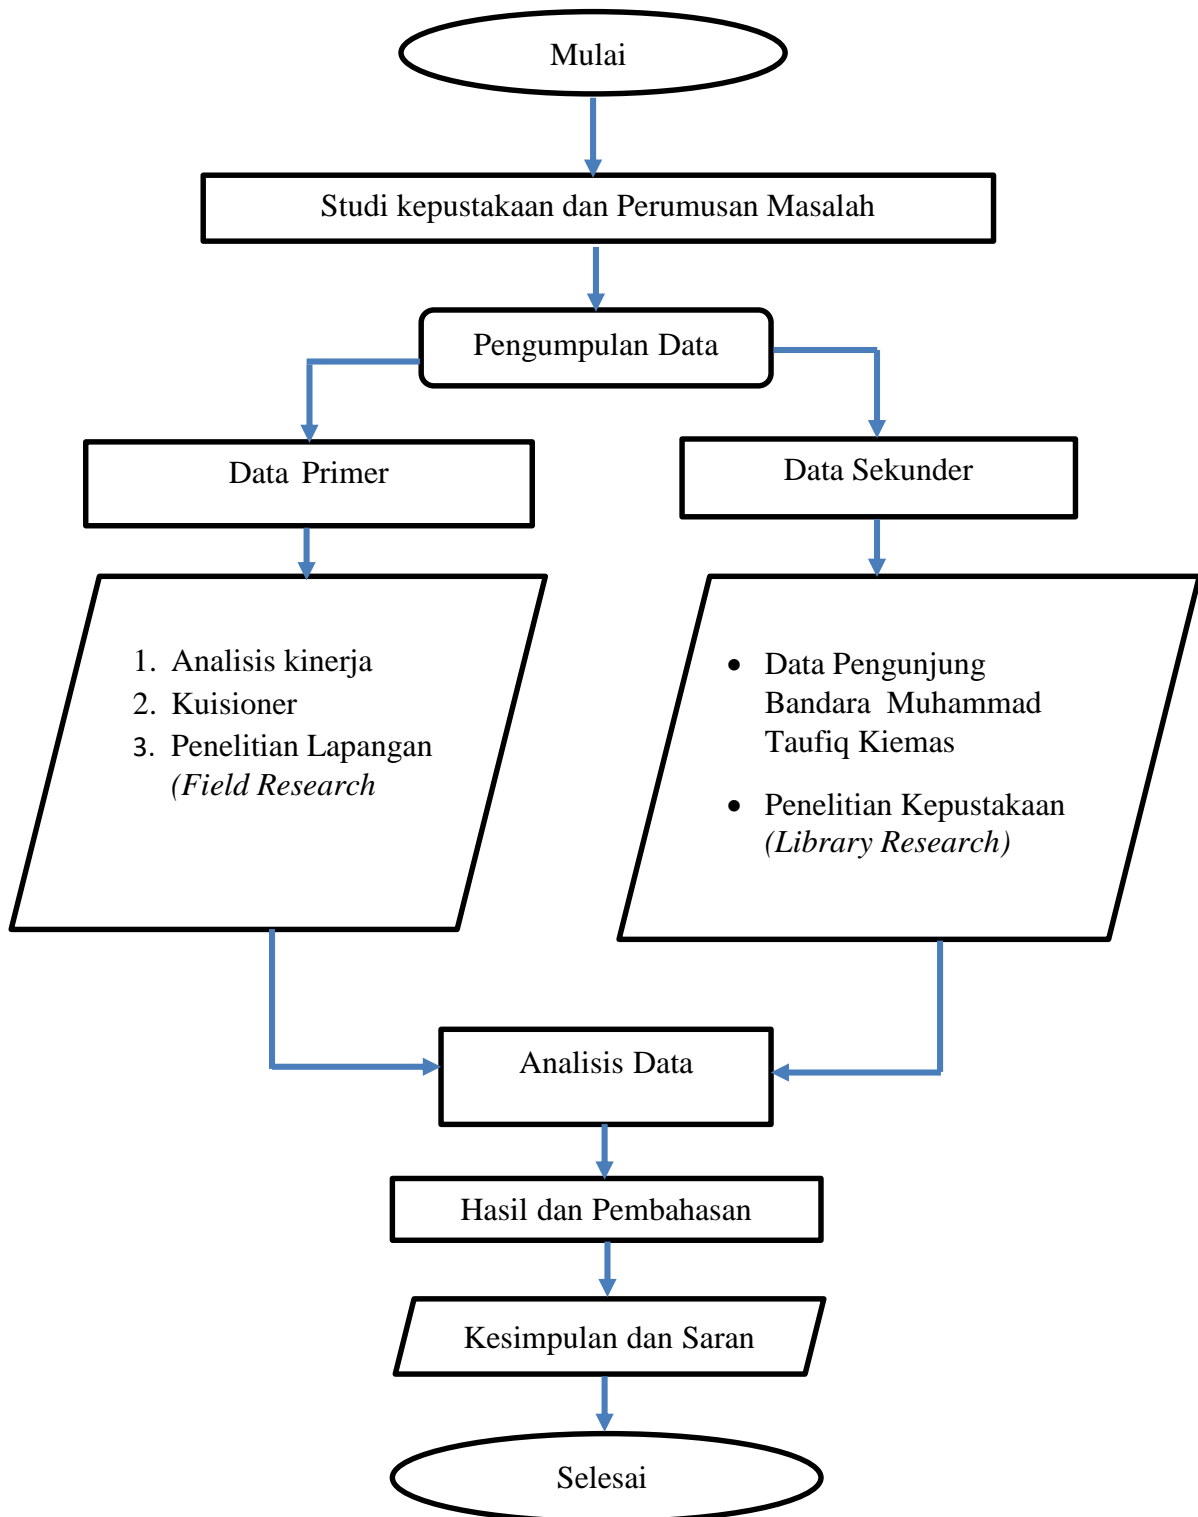 Mulai
Studi kepustakaan dan Perumusan Masalah
Pengumpulan Data
Data Primer
Data Sekunder
1. Analisis kinerja
2. Kuisioner
3. Penelitian Lapangan
(Field Research
• Data Pengunjung
Bandara Muhammad
Taufiq Kiemas
• Penelitian Kepustakaan
(Library Research)
Analisis Data
Hasil dan Pembahasan
Kesimpulan dan Saran
Selesai